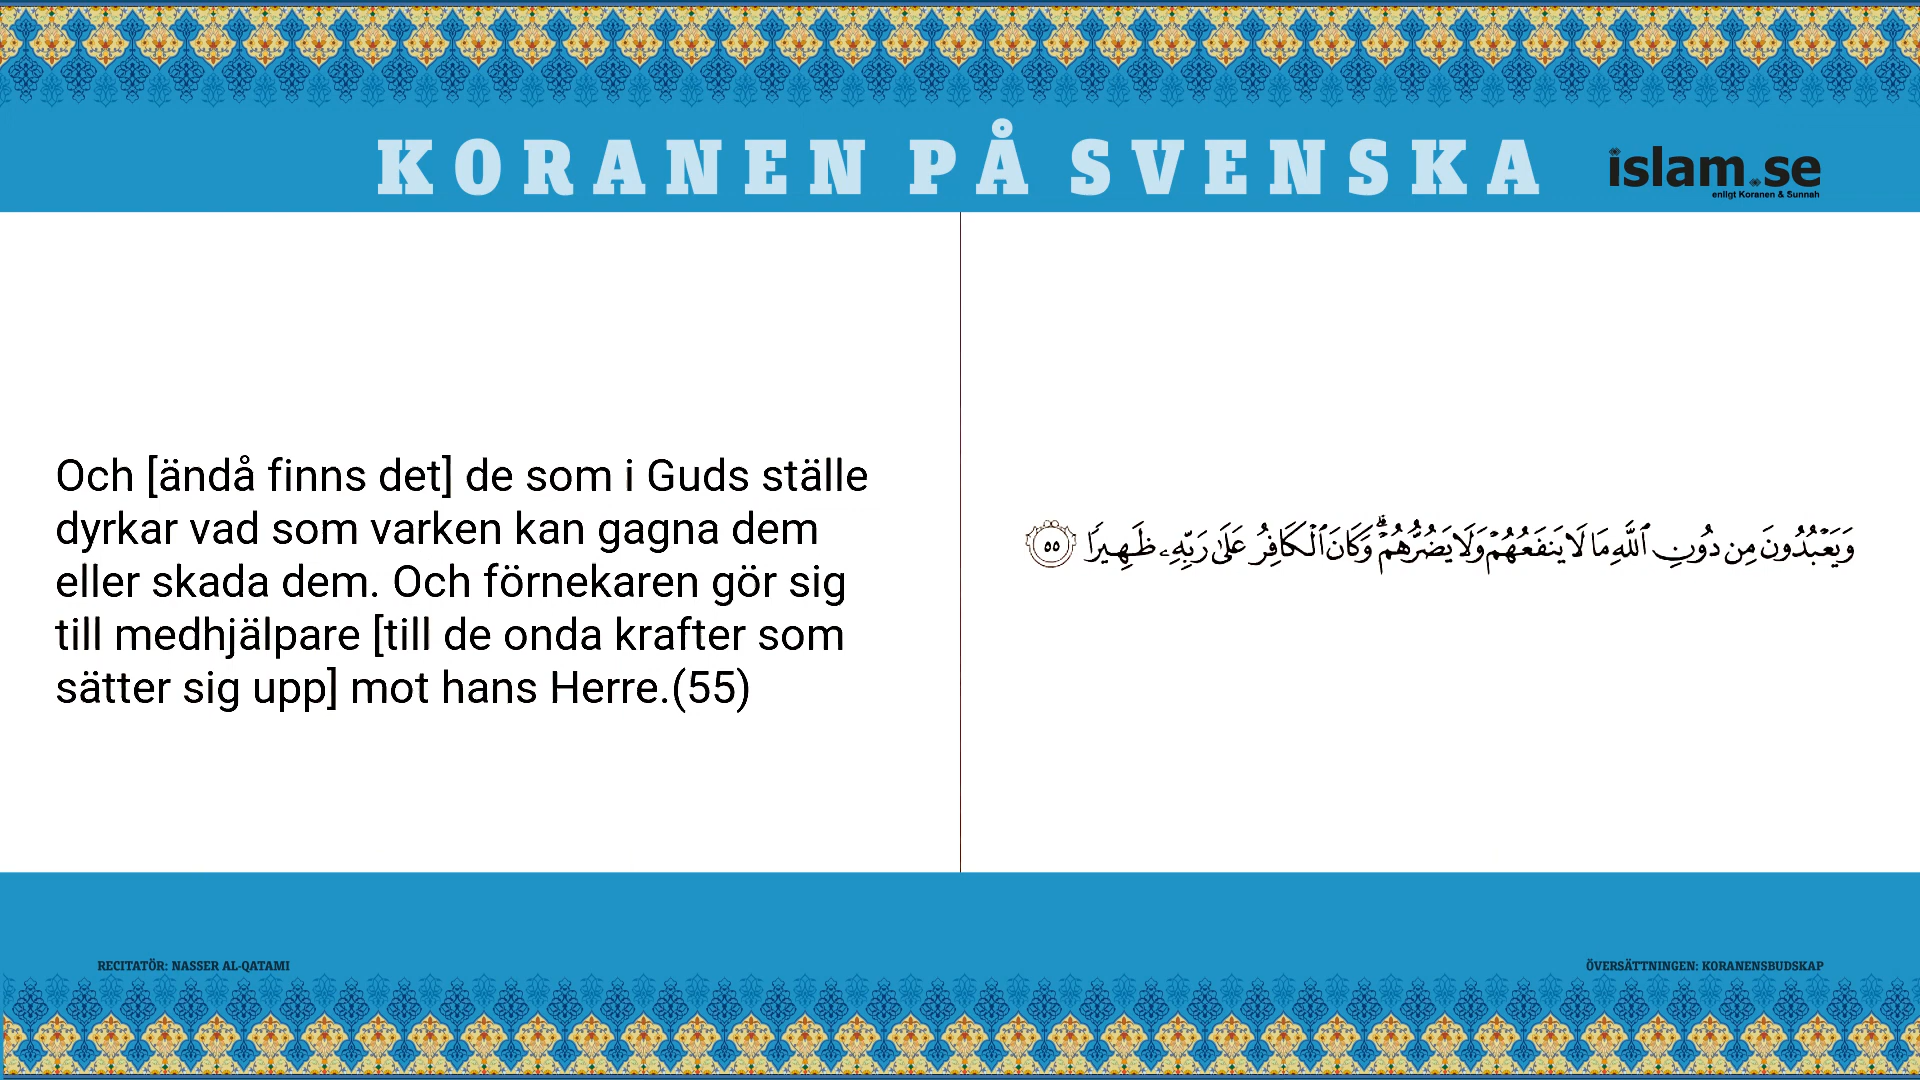 KORANEN PÅ SVENSKA
islam.se
enligt Koranen & Sunnah
Och [ändå finns det] de som i Guds ställe
dyrkar vad som varken kan gagna dem
eller skada dem. Och förnekaren gör sig
till medhjälpare [till de onda krafter som
sätter sig upp] mot hans Herre.(55)
وَيَعْبُدُونَ مِن دُونِ ٱللَّهِ مَا لَا يَنفَعُهُمْ وَلَا يَضُرُّهُمْ ۗ وَكَانَ ٱلْكَافِرُ عَلَىٰ رَبِّهِۦ ظَهِيرًا ٥٥
RECITATÖR: NASSER AL-QATAMI
ÖVERSÄTTNINGEN: KORANENSBUDSKAP